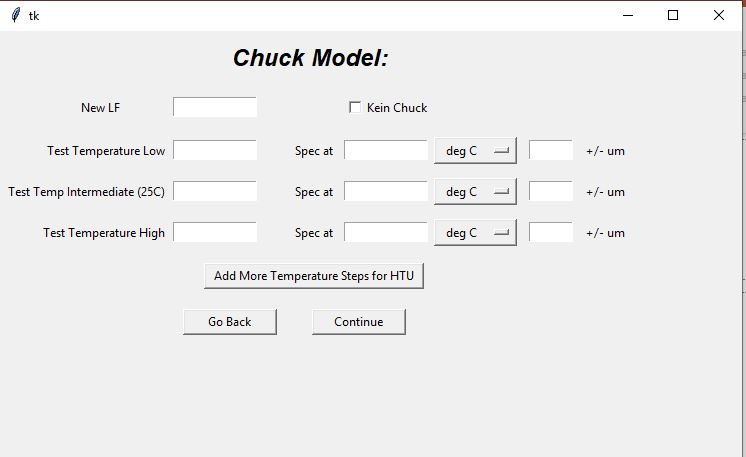 tk
Chuck Model:
New LF Kein Chuck
Test Temperature Low Spec at deg C +/- um
Test Temp Intermediate (25C) Spec at deg C +/- um
Test Temperature High Spec at deg C +/- um
Add More Temperature Steps for HTU
Go Back Continue